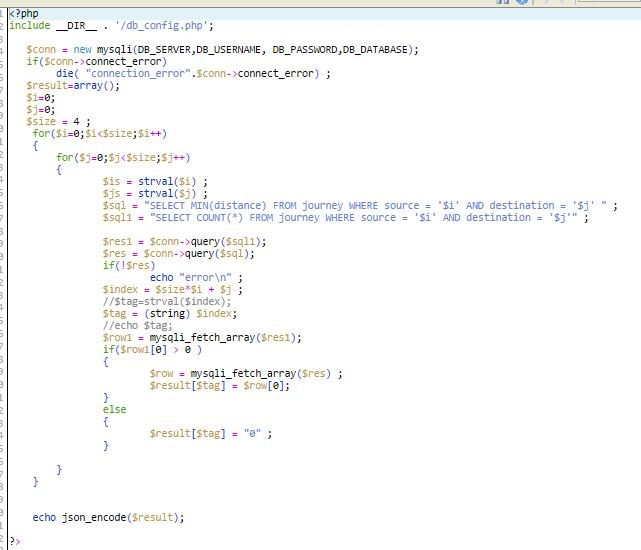 <?php
include __DIR__ . '/db_config.php';
$conn = new mysqli(DB_SERVER,DB_USERNAME, DB_PASSWORD,DB_DATABASE);
if($conn->connect_error)
die( "connection_error".$conn->connect_error) ;
$result=array();
$i=0;
$j=0;
$size = 4 ;
for($i=0;$i<$size;$i++)
{
for($j=0;$j<$size;$j++)
{
$is = strval($i) ;
$js = strval($j) ;
$sql = "SELECT MIN(distance) FROM journey WHERE source = '$i' AND destination = '$j' " ;
$sql1 = "SELECT COUNT(*) FROM journey WHERE source = '$i' AND destination = '$j'" ;
$res1 = $conn->query($sql1);
$res = $conn->query($sql);
if(!$res)
echo "error\n" ;
$index = $size*$i + $j ;
//$tag=strval($index);
$tag = (string) $index;
//echo $tag;
$row1 = mysqli_fetch_array($res1);
if($row1[0] > 0 )
{
$row = mysqli_fetch_array($res) ;
$result[$tag] = $row[0];
}
else
{
$result[$tag] = "0" ;
}
}
}
echo json_encode($result);
?>